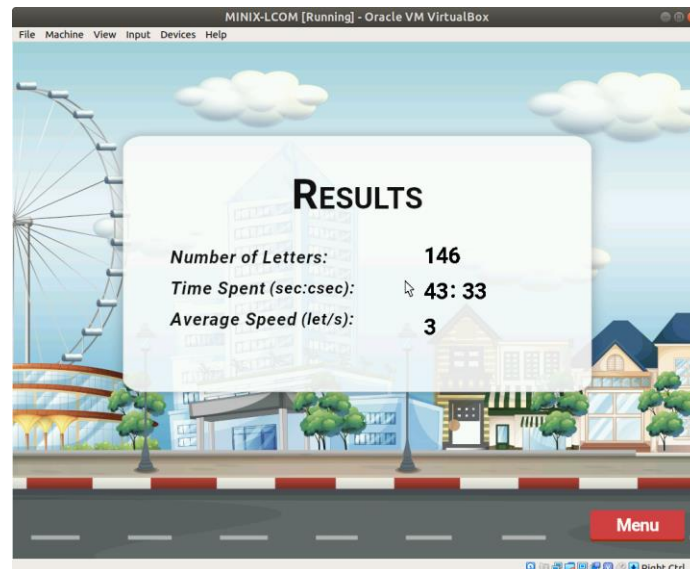 MINIX-LCOM [Running] - Oracle VM VirtualBox
File Machine View Input Devices Help
RESULTS
Number of Letters: 146
Time Spent (sec:csec): 43: 33
Average Speed (let/s): 3
Menu
Right Ctrl